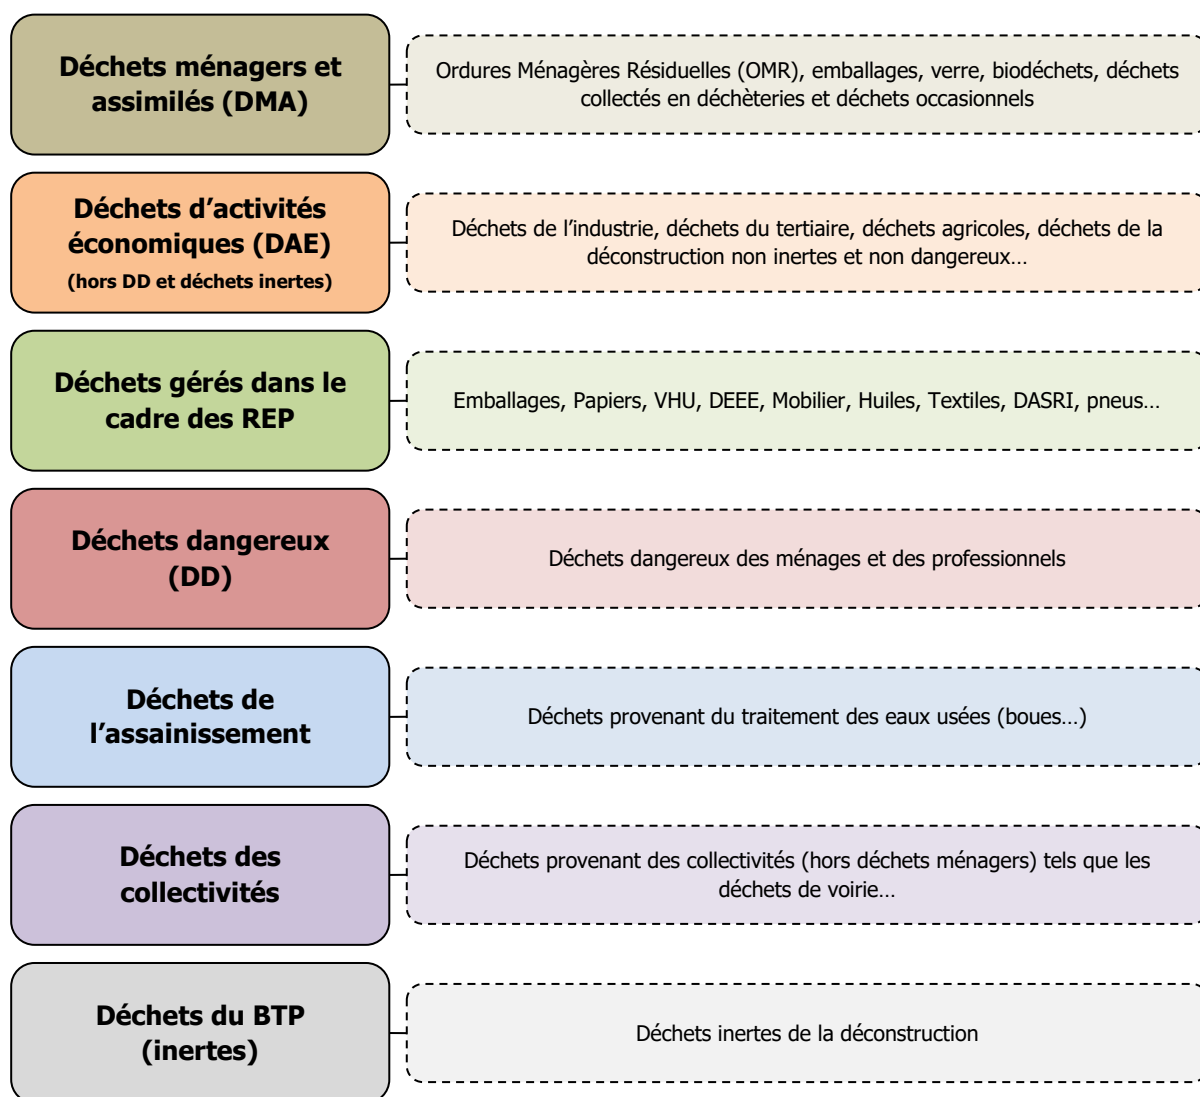 Déchets ménagers et
assimilés (DMA)
Ordures Ménagères Résiduelles (OMR), emballages, verre, biodéchets, déchets
collectés en déchèteries et déchets occasionnels
Déchets d’activités
économiques (DAE)
(hors DD et déchets inertes)
Déchets de l’industrie, déchets du tertiaire, déchets agricoles, déchets de la
déconstruction non inertes et non dangereux…
Déchets gérés dans le
cadre des REP
Emballages, Papiers, VHU, DEEE, Mobilier, Huiles, Textiles, DASRI, pneus…
Déchets dangereux
(DD)
Déchets dangereux des ménages et des professionnels
Déchets de
l’assainissement
Déchets provenant du traitement des eaux usées (boues…)
Déchets des
collectivités
Déchets provenant des collectivités (hors déchets ménagers) tels que les
déchets de voirie…
Déchets du BTP
(inertes)
Déchets inertes de la déconstruction